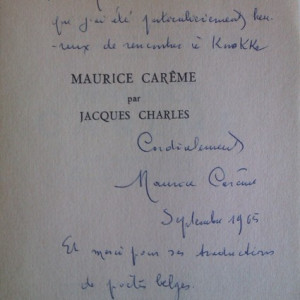 que j'ai été particulièrement heu-
reux de rencontrer à Knokke
MAURICE CARÊME
par
JACQUES CHARLES
Cordialement
Maurice Carême
Septembre 1965
Et merci pour ses traductions
de poètes belges.